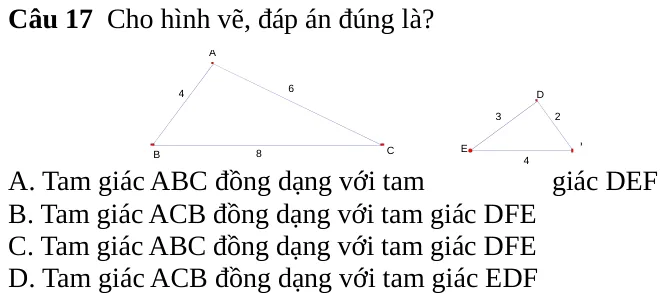 Câu 17 Cho hình vẽ, đáp án đúng là?
A
4
6
B
8
C
D
3
2
E
4
A. Tam giác ABC đồng dạng với tam giác DEF
B. Tam giác ACB đồng dạng với tam giác DFE
C. Tam giác ABC đồng dạng với tam giác DFE
D. Tam giác ACB đồng dạng với tam giác EDF